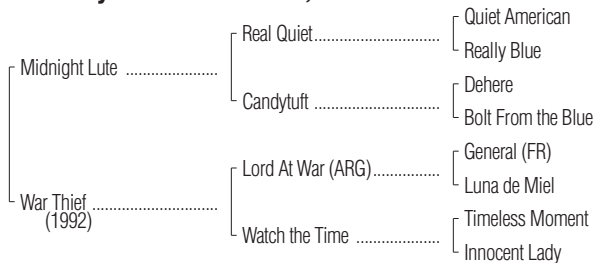 Quiet American
Real Quiet..............................
Really Blue
Midnight Lute ......................
Dehere
Candytuft ..............................
Bolt From the Blue
General (FR)
Lord At War (ARG)................
Luna de Miel
War Thief ..............................
(1992)
Timeless Moment
Watch the Time ....................
Innocent Lady